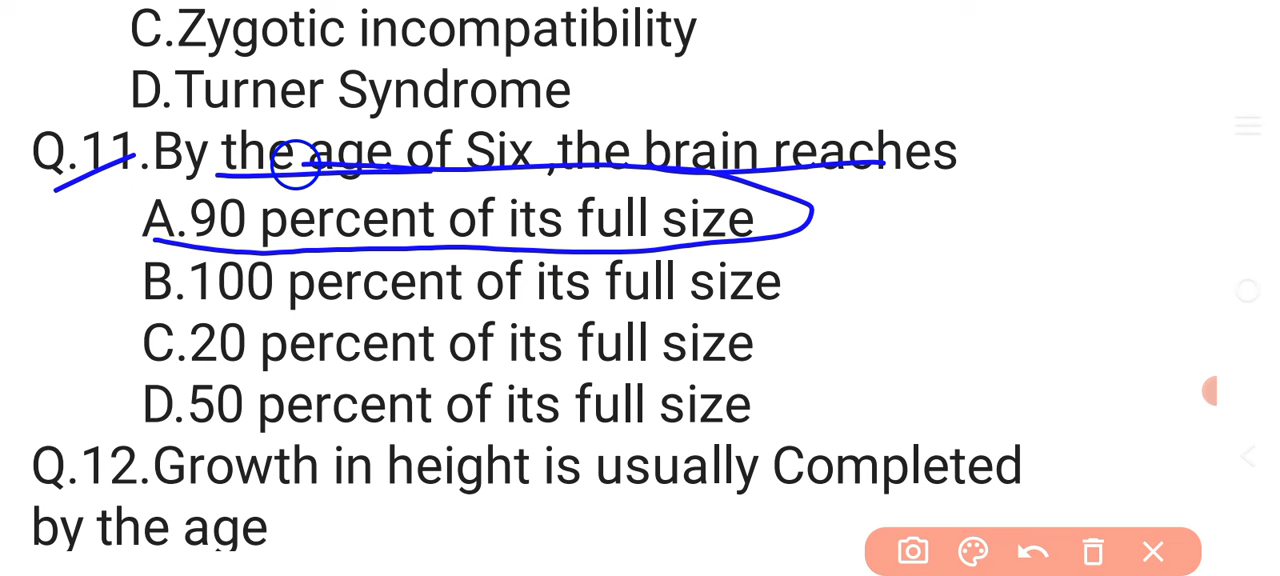 C.Zygotic incompatibility
D.Turner Syndrome
Q.11.By the age of Six ,the brain reaches
A.90 percent of its full size
B.100 percent of its full size
C.20 percent of its full size
D.50 percent of its full size
Q.12.Growth in height is usually Completed
by the age